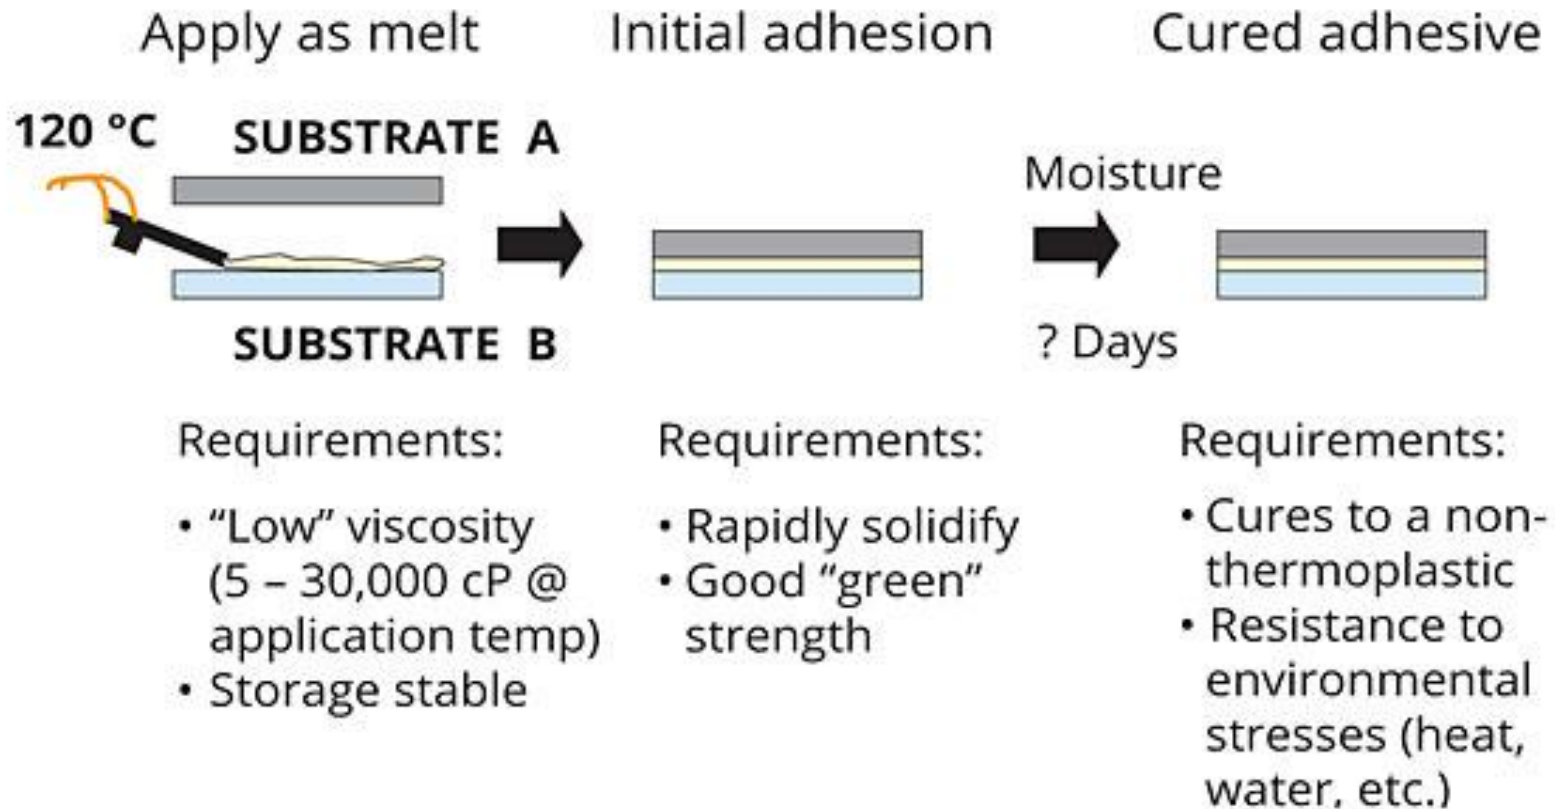 Apply as melt
Initial adhesion
Cured adhesive
120 °C
SUBSTRATE A
SUBSTRATE B
Moisture
? Days
Requirements:
• “Low” viscosity
(5 – 30,000 cP @
application temp)
• Storage stable
Requirements:
• Rapidly solidify
• Good “green”
strength
Requirements:
• Cures to a non-
thermoplastic
• Resistance to
environmental
stresses (heat,
water, etc.)